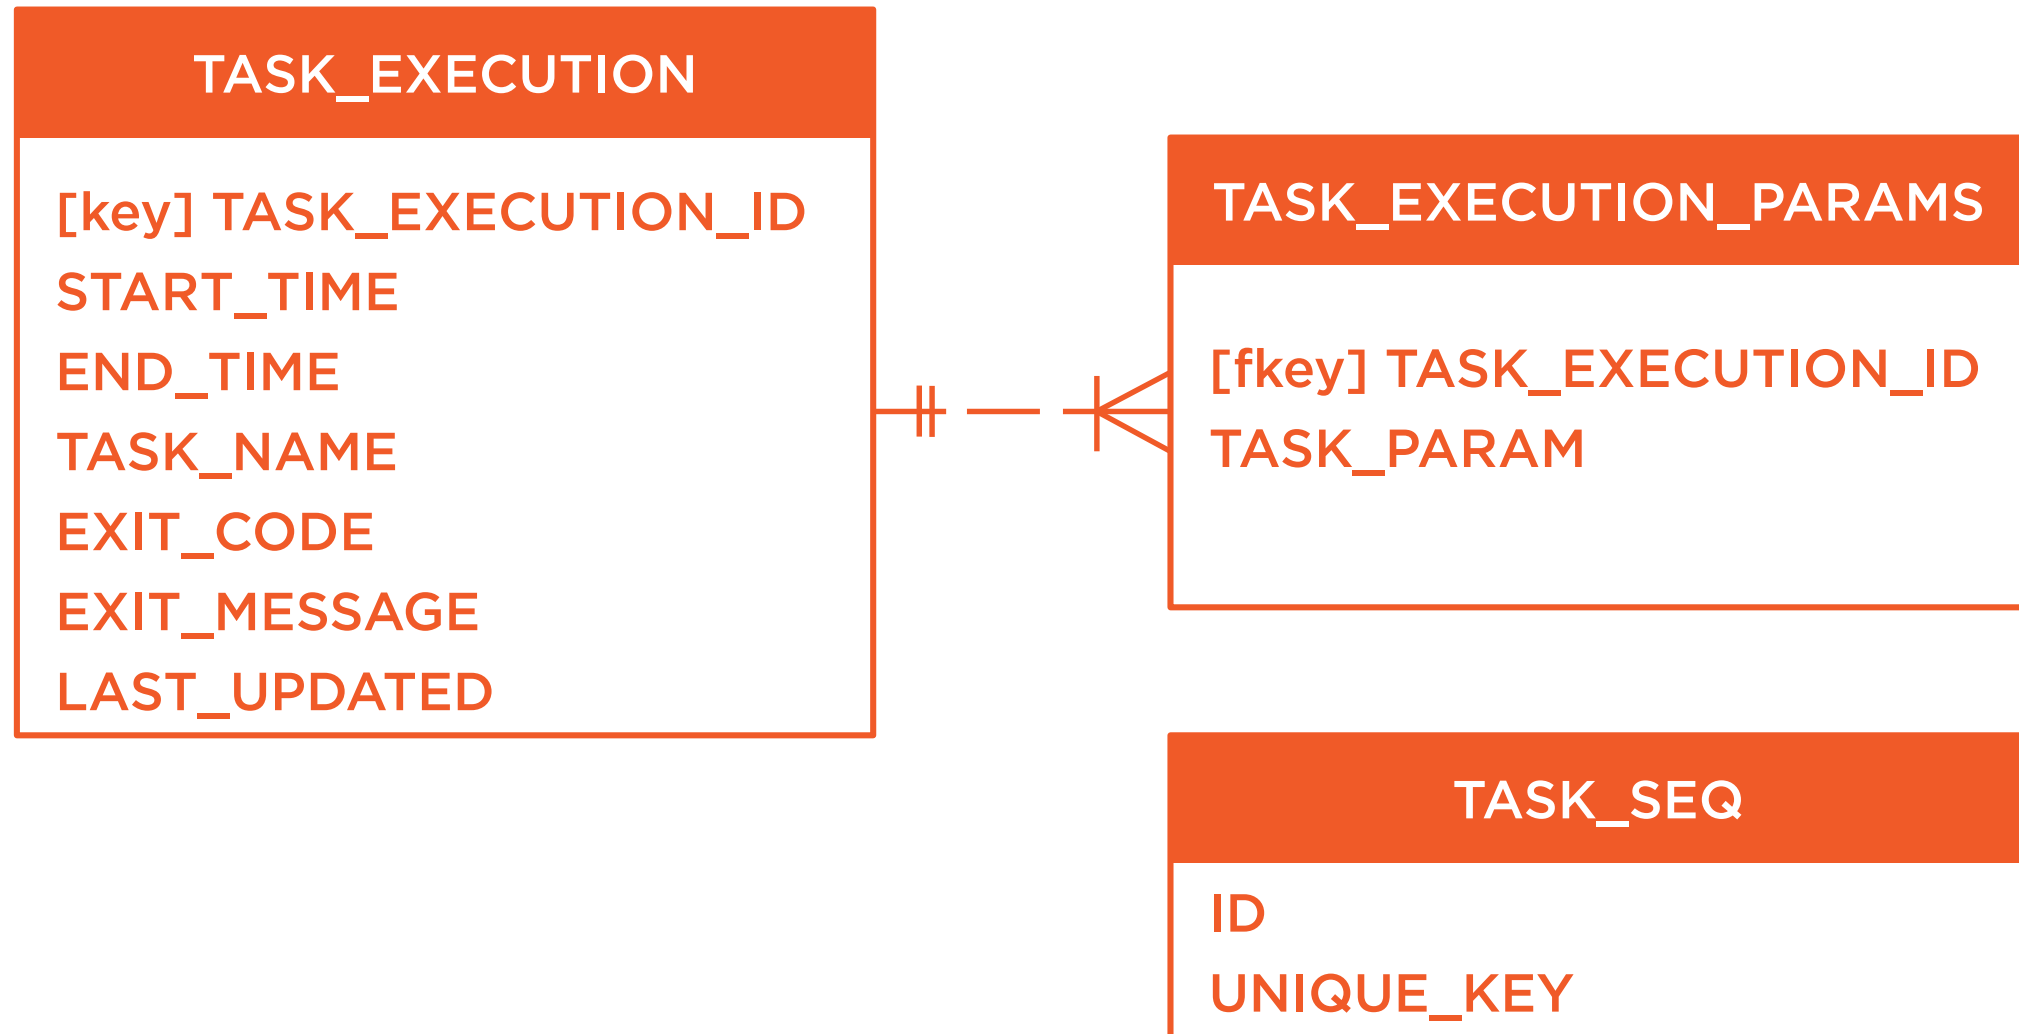 TASK_EXECUTION
[key] TASK_EXECUTION_ID
START_TIME
END_TIME
TASK_NAME
EXIT_CODE
EXIT_MESSAGE
LAST_UPDATED
TASK_EXECUTION_PARAMS
[fkey] TASK_EXECUTION_ID
TASK_PARAM
TASK_SEQ
ID
UNIQUE_KEY